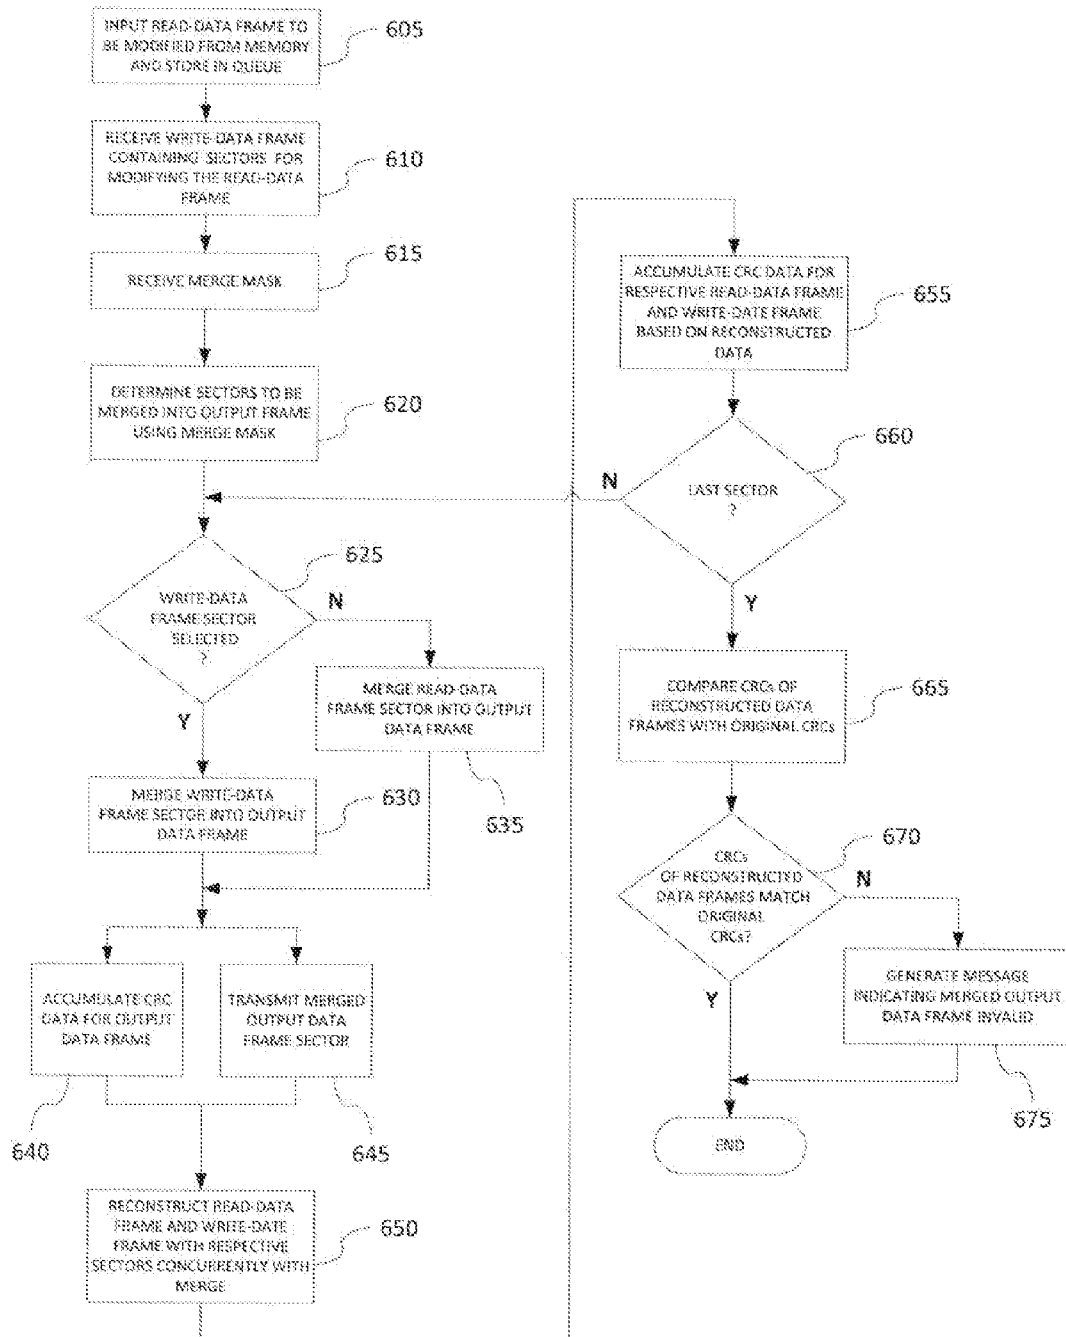 INPUT READ-DATA FRAME TO
BE MODIFIED FROM MEMORY
AND STORE IN QUEUE
605
RECEIVE WRITE-DATA FRAME
CONTAINING SECTORS FOR
MODIFYING THE READ-DATA
FRAME
610
RECEIVE MERGE MASK
615
DETERMINE SECTORS TO BE
MERGED INTO OUTPUT FRAME
USING MERGE MASK
620
WRITE-DATA
FRAME SECTOR
SELECTED
?
625
N
Y
MERGE READ-DATA
FRAME SECTOR INTO OUTPUT
DATA FRAME
635
MERGE WRITE-DATA
FRAME SECTOR INTO OUTPUT
DATA FRAME
630
ACCUMULATE CRC
DATA FOR OUTPUT
DATA FRAME
640
TRANSMIT MERGED
OUTPUT DATA
FRAME SECTOR
645
RECONSTRUCT READ-DATA
FRAME AND WRITE-DATE
FRAME WITH RESPECTIVE
SECTORS CONCURRENTLY WITH
MERGE
650
ACCUMULATE CRC DATA FOR
RESPECTIVE READ-DATA FRAME
AND WRITE-DATE FRAME
BASED ON RECONSTRUCTED
DATA
655
LAST SECTOR
?
660
N
Y
COMPARE CRCs OF
RECONSTRUCTED DATA
FRAMES WITH ORIGINAL CRCs
665
CRCs
OF RECONSTRUCTED
DATA FRAMES MATCH
ORIGINAL
CRCs?
670
N
Y
GENERATE MESSAGE
INDICATING MERGED OUTPUT
DATA FRAME INVALID
675
END